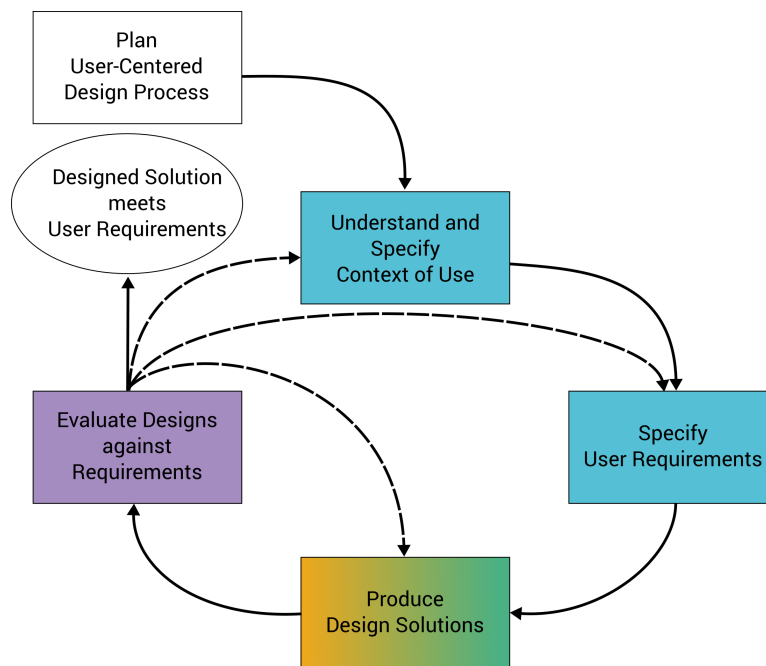 Plan
User-Centered
Design Process
Designed Solution
meets
User Requirements
Understand and
Specify
Context of Use
Evaluate Designs
against
Requirements
Specify
User Requirements
Produce
Design Solutions